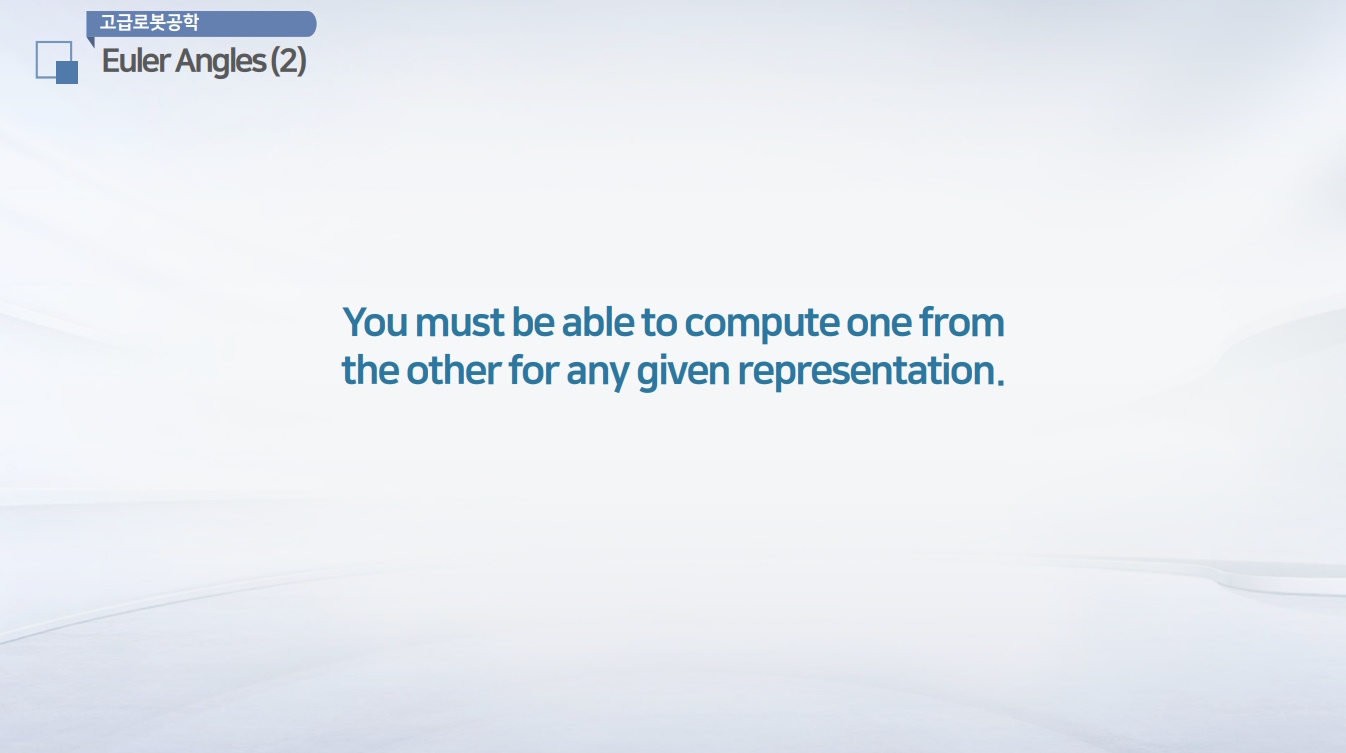 고급로봇공학
Euler Angles (2)
You must be able to compute one from
the other for any given representation.